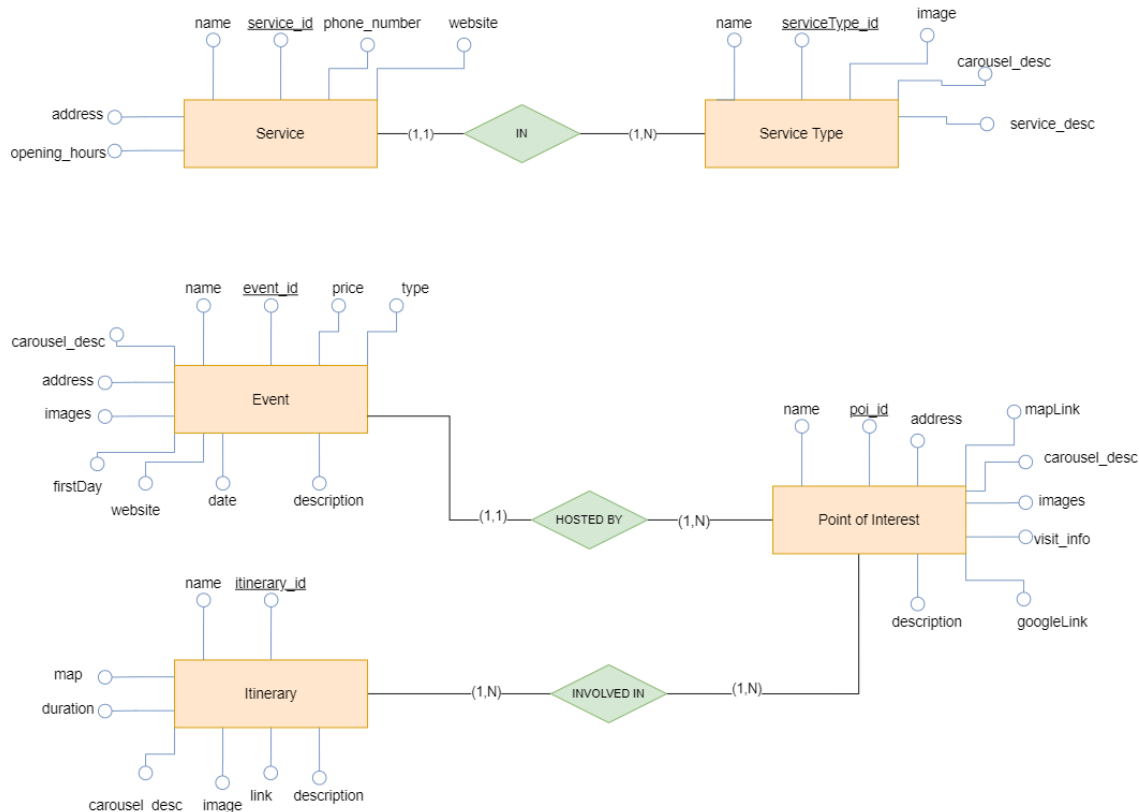 name
service_id
phone_number
website
address
opening_hours
Service
(1,1)
IN
(1,N)
name
serviceType_id
image
carousel_desc
service_desc
Service Type
name
event_id
price
type
carousel_desc
address
images
firstDay
website
date
description
Event
(1,1)
HOSTED BY
(1,N)
name
poi_id
address
mapLink
carousel_desc
images
visit_info
googleLink
description
Point of Interest
name
itinerary_id
map
duration
carousel_desc
image
link
description
Itinerary
(1,N)
INVOLVED IN
(1,N)